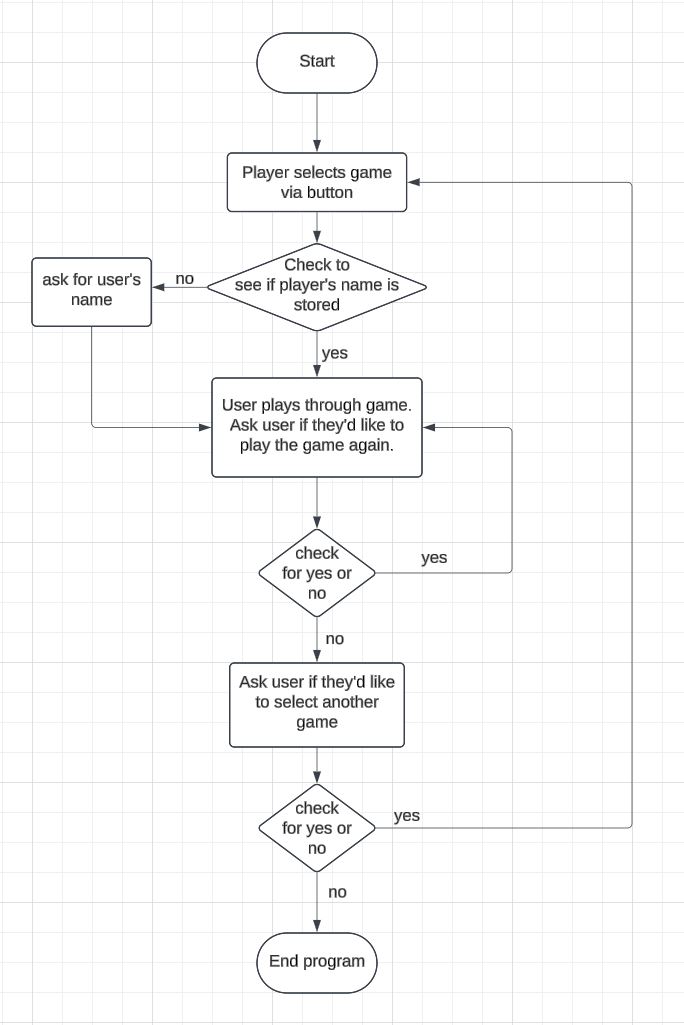 Start
Player selects game
via button
Check to
see if player's name is
stored
no
ask for user's
name
yes
User plays through game.
Ask user if they'd like to
play the game again.
check
for yes or
no
yes
no
Ask user if they'd like
to select another
game
check
for yes or
no
yes
no
End program